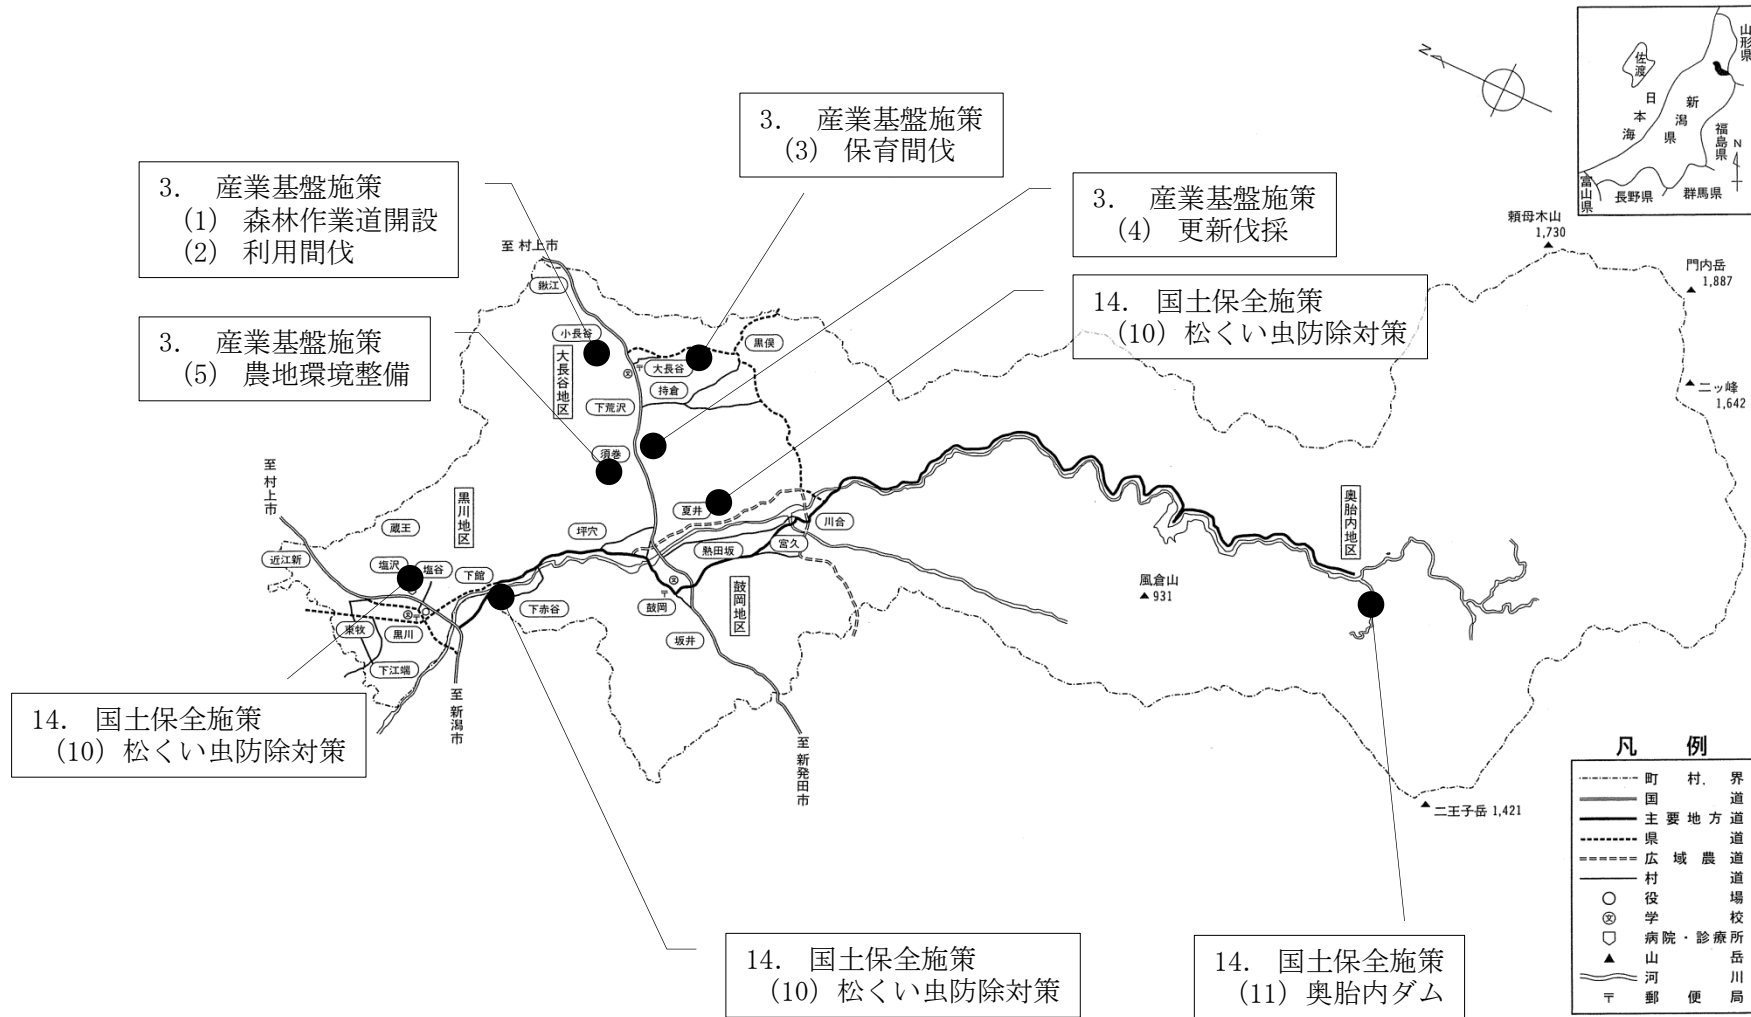 3. 産業基盤施策
(3) 保育間伐
3. 産業基盤施策
(1) 森林作業道開設
(2) 利用間伐
3. 産業基盤施策
(4) 更新伐採
14. 国土保全施策
(10) 松くい虫防除対策
3. 産業基盤施策
(5) 農地環境整備
14. 国土保全施策
(10) 松くい虫防除対策
14. 国土保全施策
(10) 松くい虫防除対策
14. 国土保全施策
(11) 奥胎内ダム
N
山形県
佐渡
日本海
新潟県
福島県
N
富山県
長野県
群馬県
頼母木山
1,730
門内岳
1,887
二ッ峰
1,642
風倉山
931
二王子岳 1,421
至 村上市
鍬江
小長谷
大長谷地区
大長谷
黒俣
持倉
下荒沢
須巻
夏井
坪穴
川合
宮久
熱田坂
鼓岡
鼓岡地区
坂井
奥胎内地区
至 村上市
黒川地区
蔵王
近江新
塩沢
塩谷
下館
下赤谷
東牧
黒川
下江端
至 新潟市
至 新発田市
凡例
町村.界
国道
主要地方道
県道
広域農道
村道
役場
文 学校
病院・診療所
山岳
河川
〒 郵便局